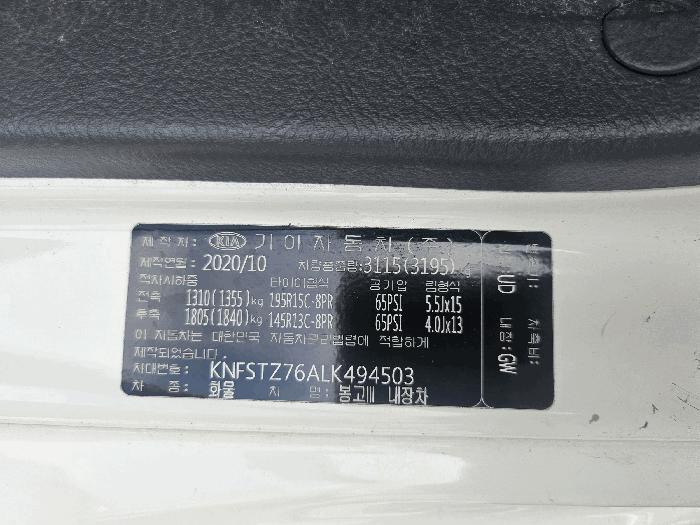 제작자: KIA 기아자동차(주)
제작연월: 2020/10 차량총중량: 3115(3195)kg
적차시하중 타이어형식 공기압 림형식
전축 1310(1355)kg 195R15C-8PR 65PSI 5.5Jx15
후축 1805(1840)kg 145R13C-8PR 65PSI 4.0Jx13
이 자동차는 대한민국 자동차관리법령에 적합하게
제작되었습니다.
차대번호: KNFSTZ76ALK494503
차종: 화물 차명: 봉고III 내장차
UD
내장: GW